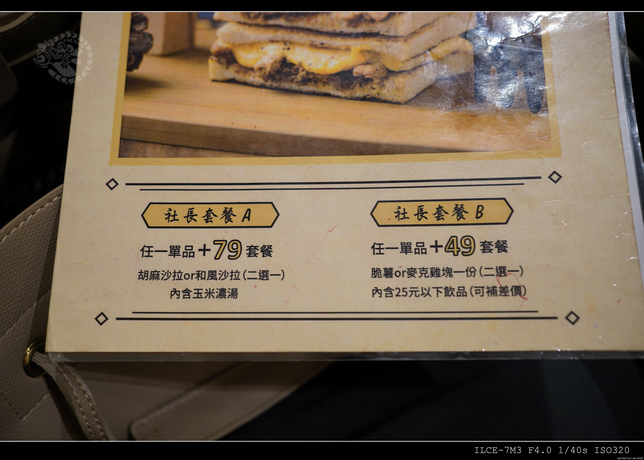 社長套餐A
任一單品+79套餐
胡麻沙拉or和風沙拉(二選一)
內含玉米濃湯
社長套餐B
任一單品+49套餐
脆薯or麥克雞塊一份(二選一)
內含25元以下飲品(可補差價)
ILCE-7M3 F4.0 1/40s ISO320